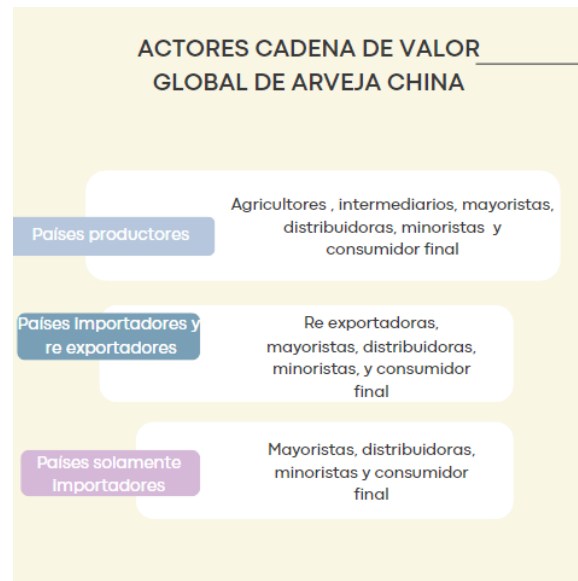 ACTORES CADENA DE VALOR
GLOBAL DE ARVEJA CHINA
Países productores
Agricultores , intermediarios, mayoristas,
distribuidoras, minoristas y
consumidor final
Países Importadores y
re exportadores
Re exportadoras,
mayoristas, distribuidoras,
minoristas, y consumidor
final
Países solamente
Importadores
Mayoristas, distribuidoras,
minoristas y consumidor
final